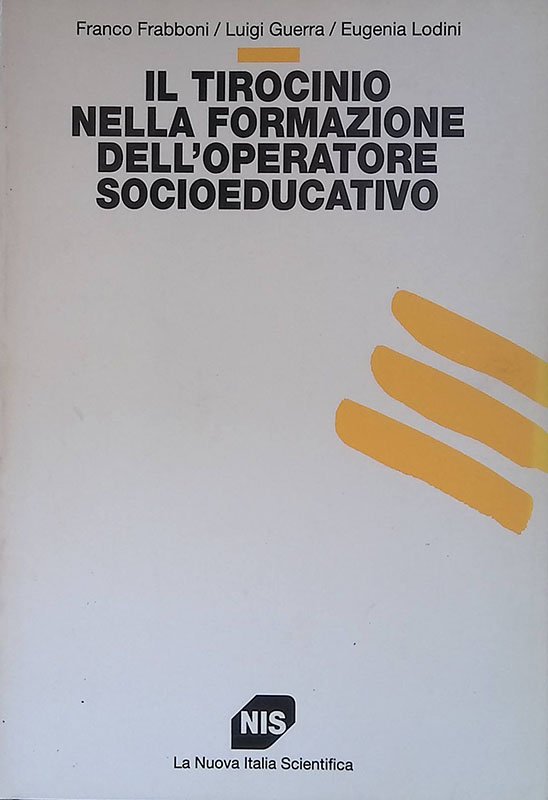 Franco Frabboni / Luigi Guerra / Eugenia Lodini
IL TIROCINIO
NELLA FORMAZIONE
DELL'OPERATORE
SOCIOEDUCATIVO
NIS
La Nuova Italia Scientifica